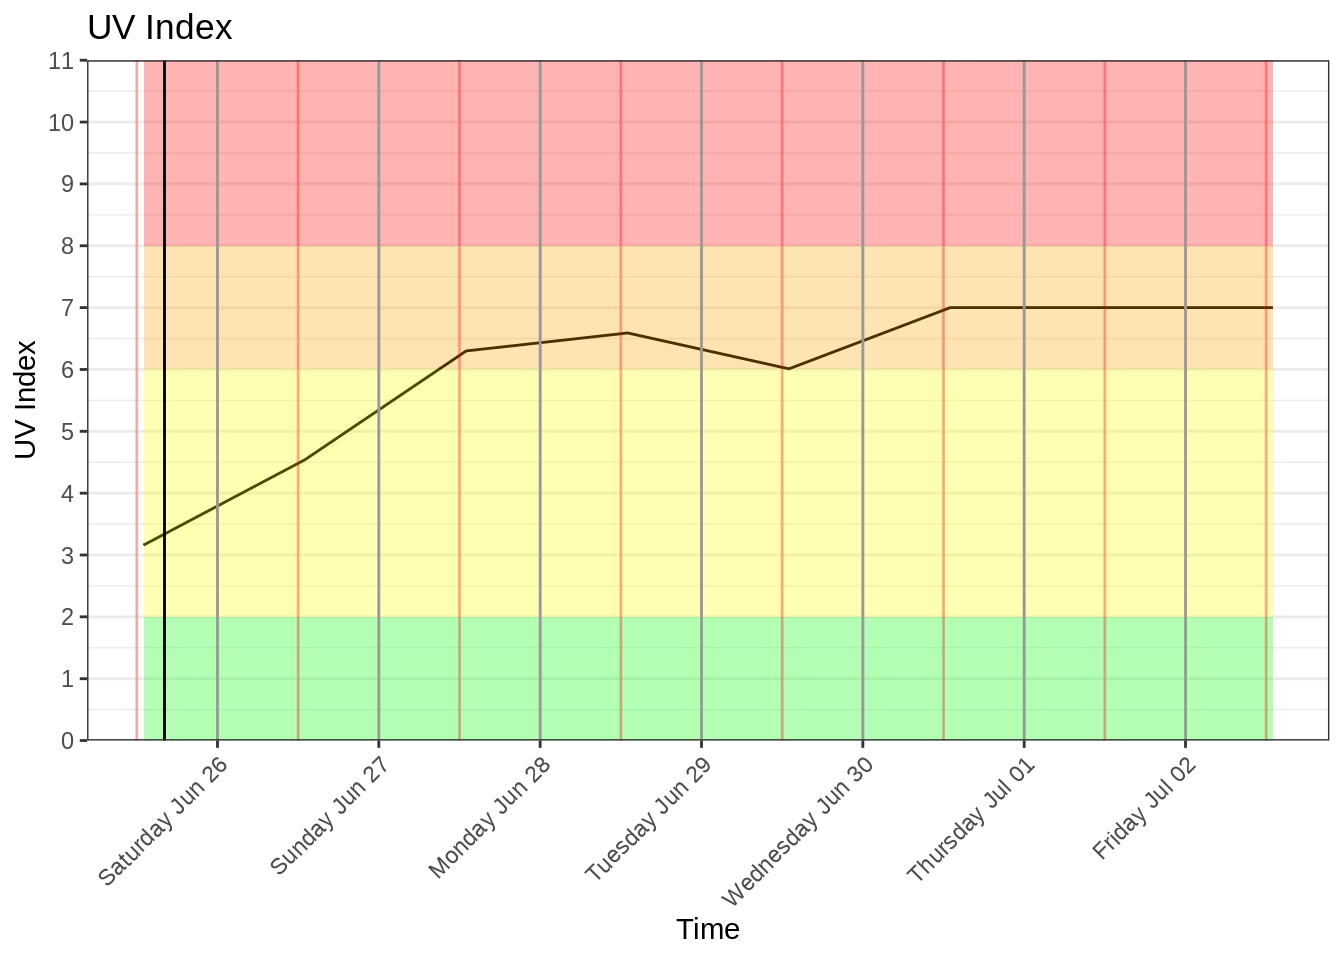 UV Index
11
10
9
8
7
6
5
4
3
2
1
0
UV Index
Saturday Jun 26
Sunday Jun 27
Monday Jun 28
Tuesday Jun 29
Wednesday Jun 30
Thursday Jul 01
Friday Jul 02
Time